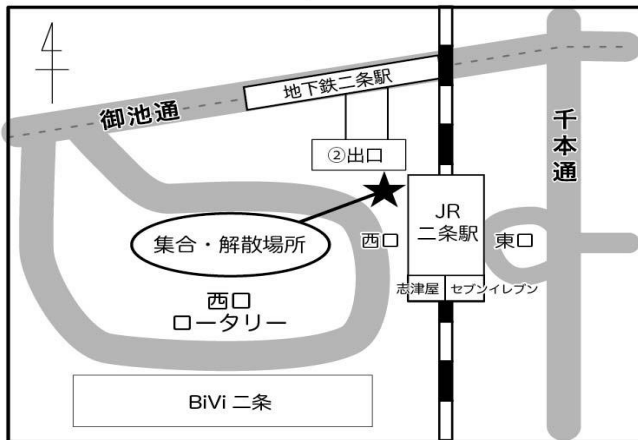 地下鉄二条駅
御池通
②出口
千本通
JR
二条駅
集合・解散場所
西口
東口
志津屋
セブンイレブン
西口
ロータリー
BiVi 二条